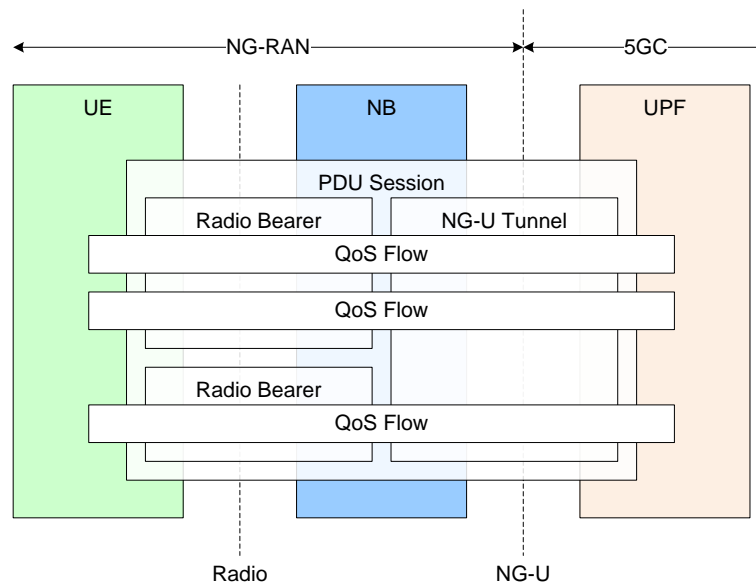 NG-RAN
5GC
UE
NB
UPF
PDU Session
Radio Bearer
NG-U Tunnel
QoS Flow
QoS Flow
Radio Bearer
QoS Flow
Radio
NG-U